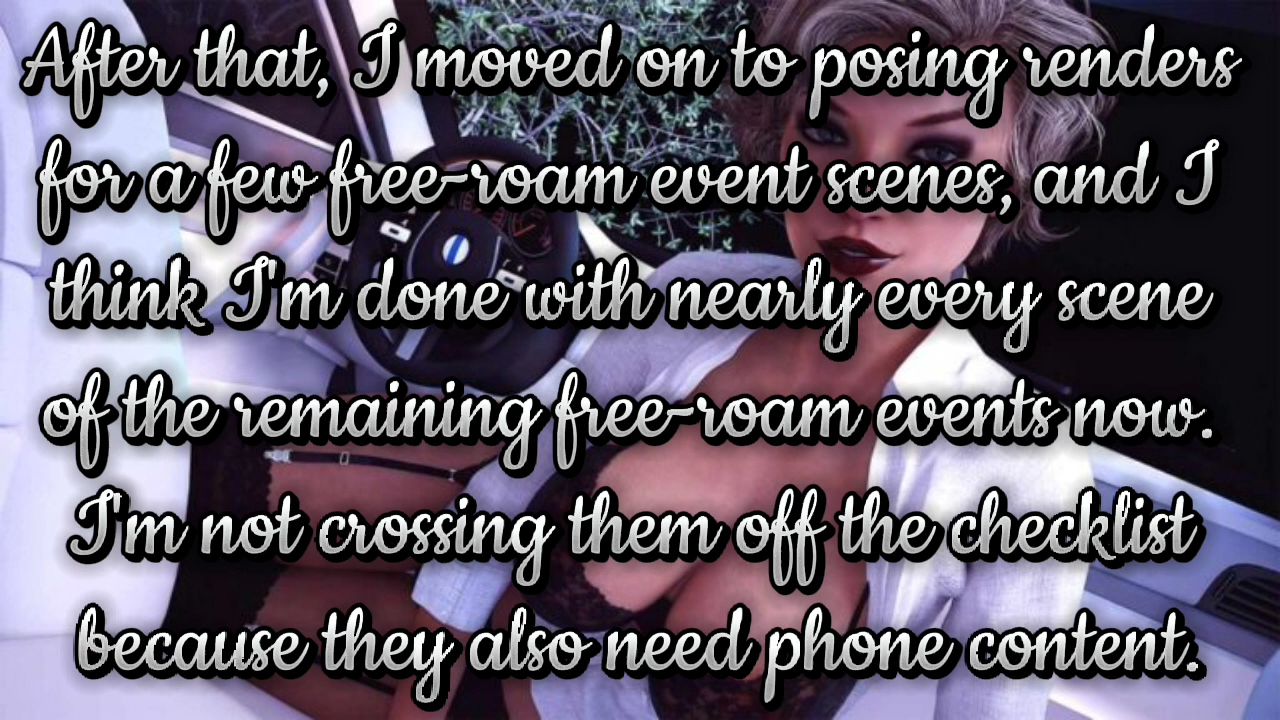 After that, I moved on to posing renders
for a few free-roam event scenes, and I
think I'm done with nearly every scene
of the remaining free-roam events now.
I'm not crossing them off the checklist
because they also need phone content.